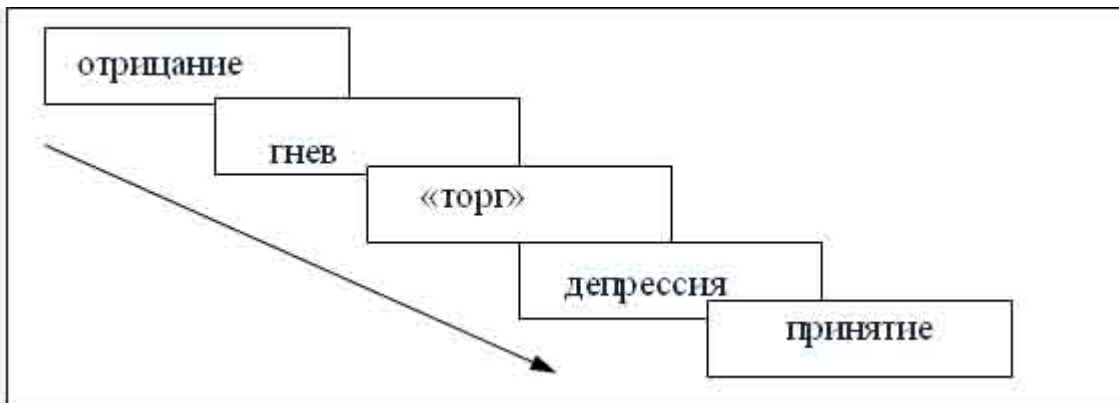 отрицание
гнев
«торг»
депрессия
принятие